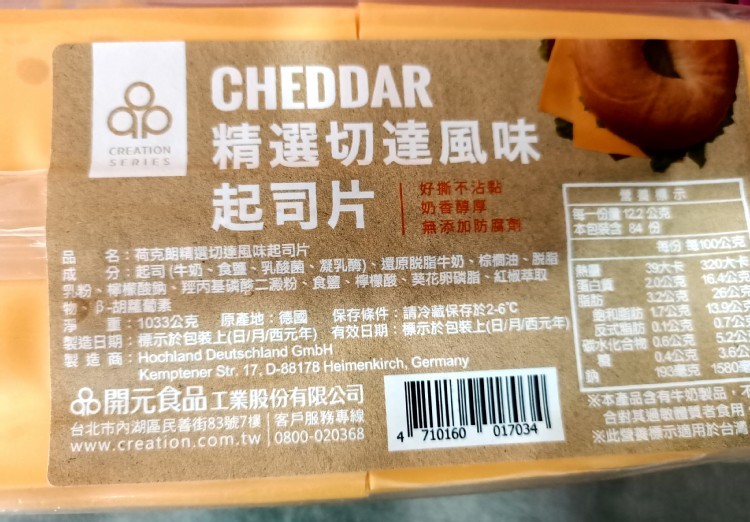 CREATION
SERIES
CHEDDAR
精選切達風味
起司片
好撕不沾黏
奶香醇厚
無添加防腐劑
品　名：荷克朗精選切達風味起司片
成　分：起司(牛奶、食鹽、乳酸菌、凝乳酶)、還原脫脂牛奶、棕櫚油、脫脂
乳粉、檸檬酸鈉、羥丙基磷酸二澱粉、食鹽、檸檬酸、葵花卵磷脂、紅椒萃取
物、β-胡蘿蔔素
淨　重：1033公克　原產地：德國　保存條件：請冷藏保存於2-6℃
製造日期：標示於包裝上(日/月/西元年) 有效日期：標示於包裝上(日/月/西元年)
製造商：Hochland Deutschland GmbH
Kemptener Str. 17, D-88178 Heimenkirch, Germany
開元食品工業股份有限公司
台北市內湖區民善街83號7樓 客戶服務專線
www.creation.com.tw 0800-020368
4 710160 017034
營養標示
每一份量 12.2 公克
本包裝含 84 份
每份 每100公克
熱量 39大卡 320大卡
蛋白質 2.0公克 16.4公克
脂肪 3.2公克 26公克
飽和脂肪 1.7公克 13.9公克
反式脂肪 0.1公克 0.7公克
碳水化合物 0.6公克 5.2公克
糖 0.4公克 3.6公
鈉 193毫克 1580毫
※本產品含有牛奶製品，不
合對其過敏體質者食用
※此營養標示適用於台灣